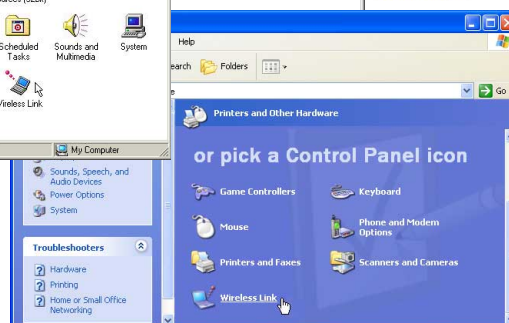 Scheduled
Tasks
Sounds and
Multimedia
System
Wireless Link
My Computer
Help
Search
Folders
Go
Printers and Other Hardware
or pick a Control Panel icon
Game Controllers
Keyboard
Mouse
Phone and Modem
Options
Printers and Faxes
Scanners and Cameras
Wireless Link
Sounds, Speech, and
Audio Devices
Power Options
System
Troubleshooters
Hardware
Printing
Home or Small Office
Networking